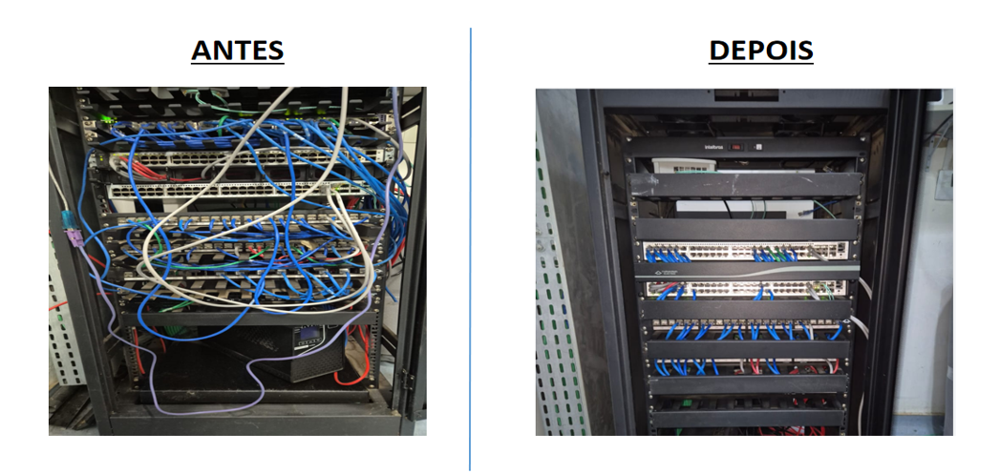 ANTES
DEPOIS
intelbras